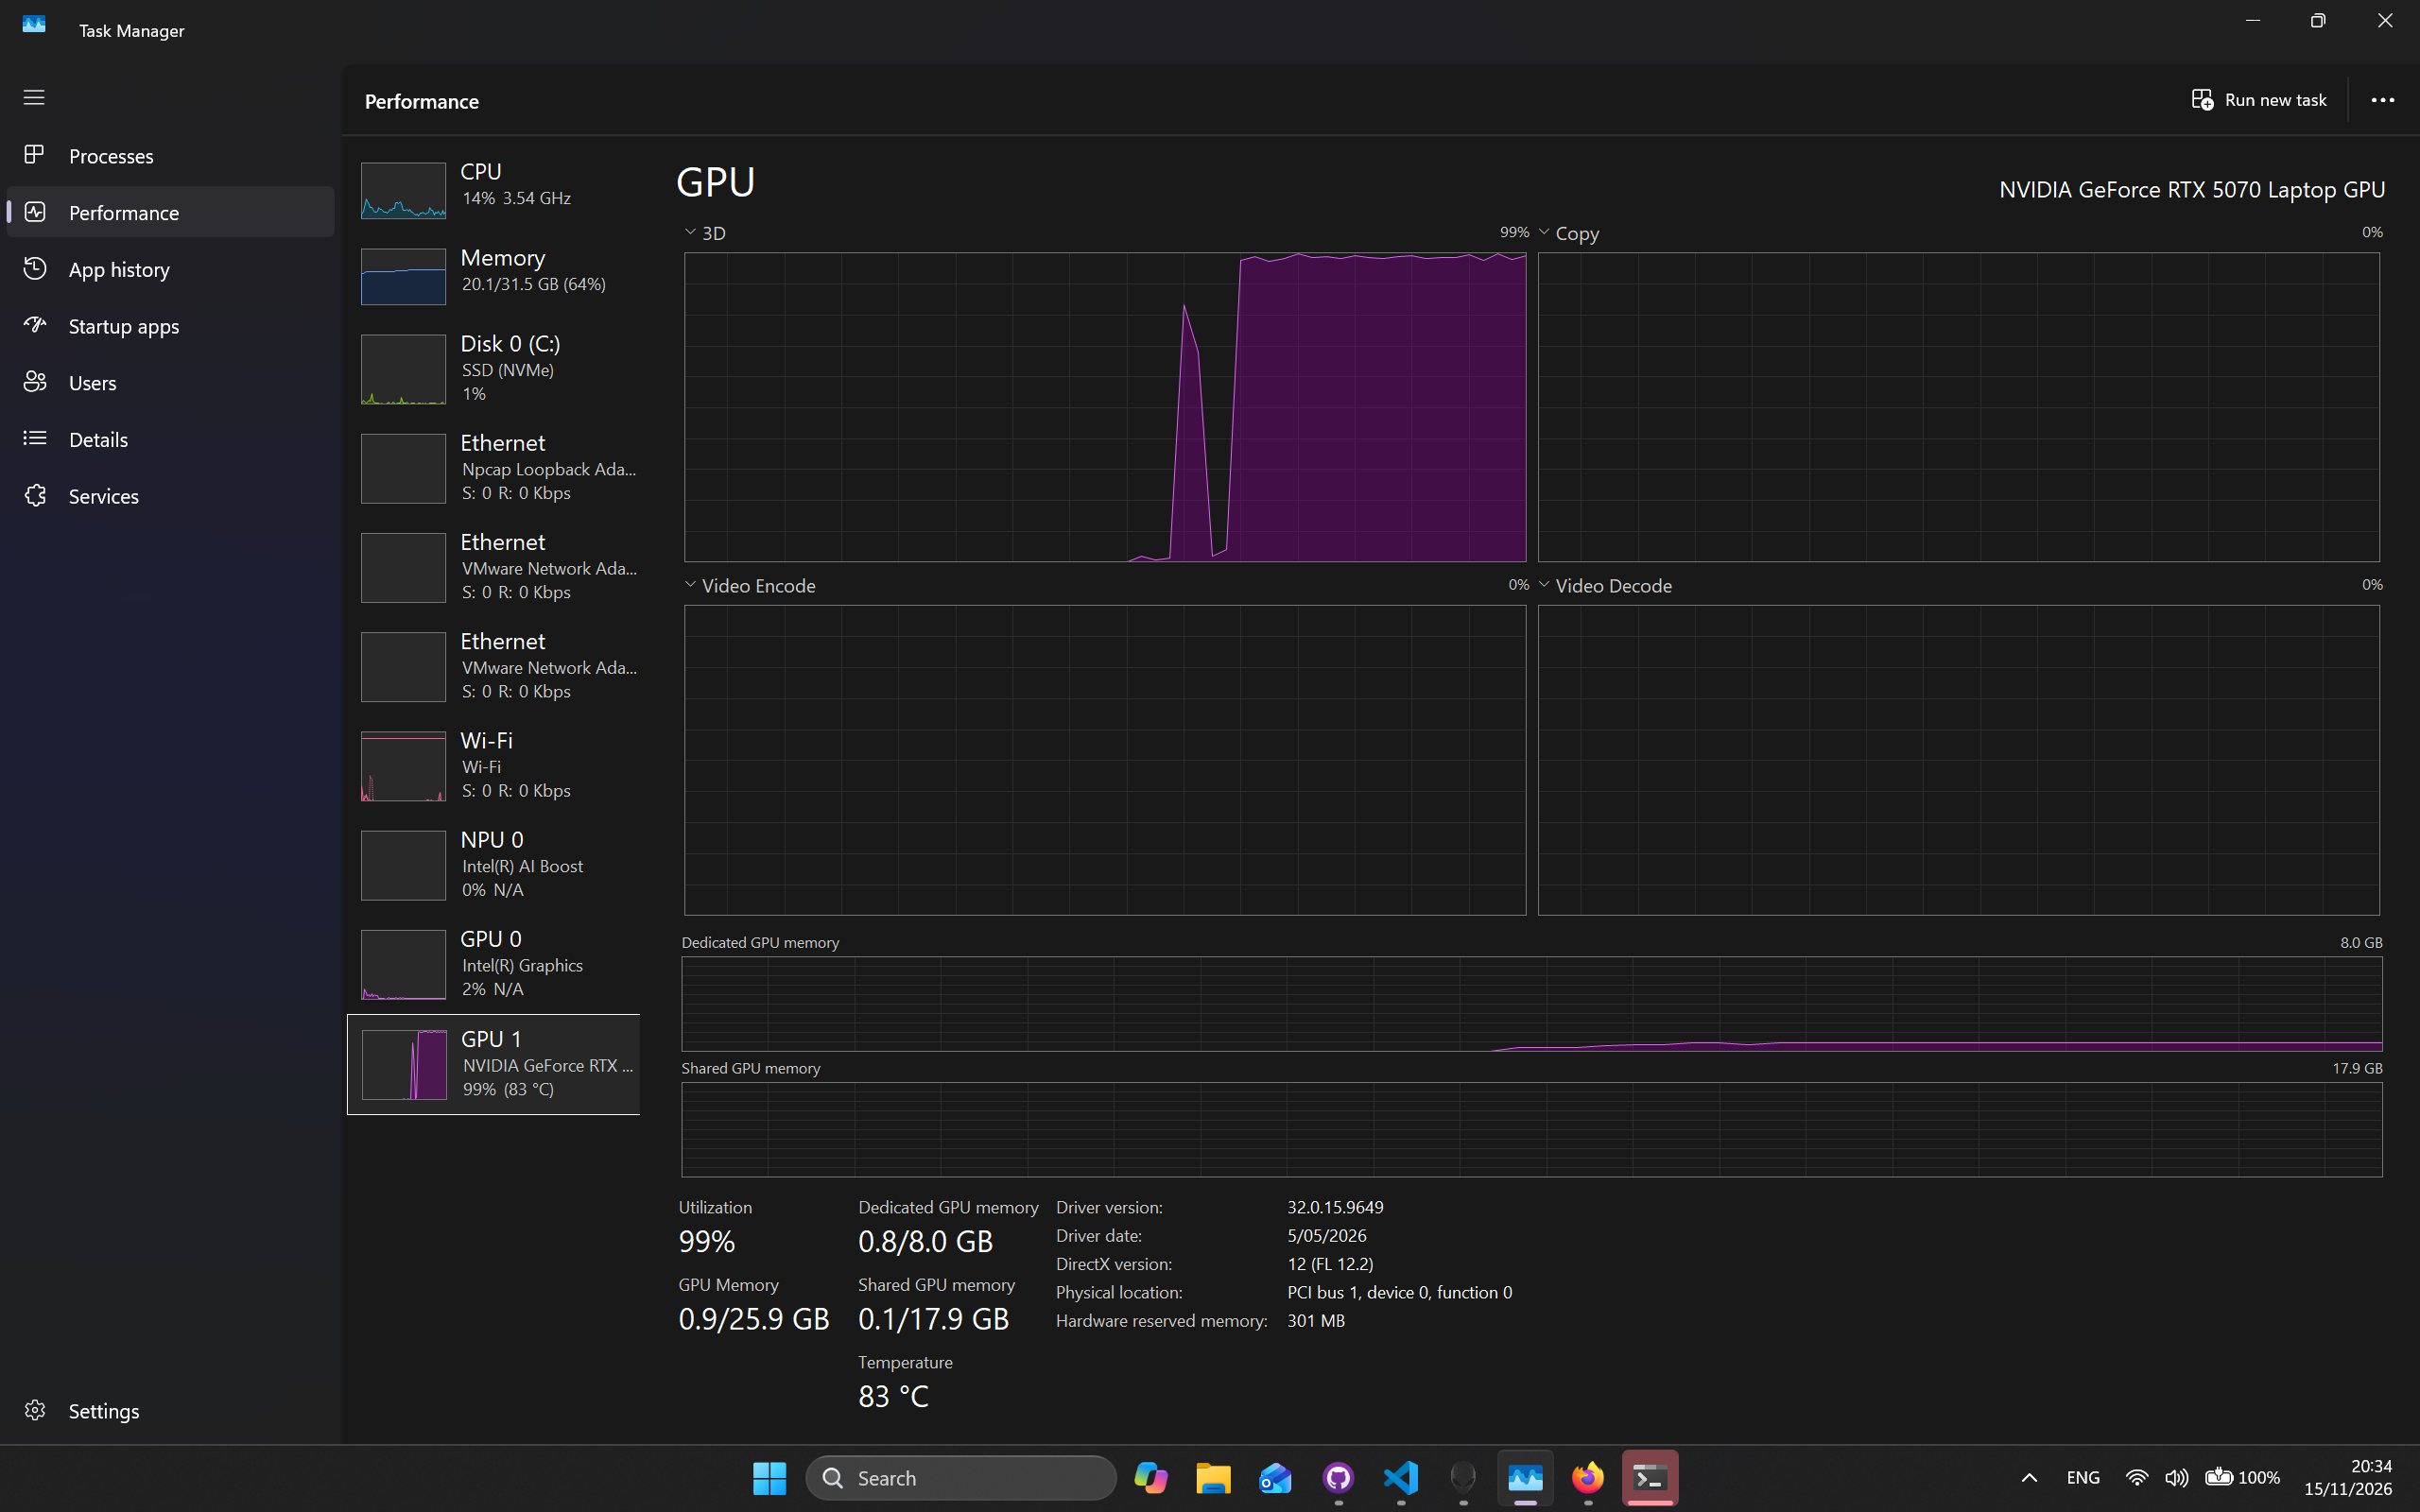 Task Manager
Performance
Run new task
Processes
Performance
App history
Startup apps
Users
Details
Services
Settings
CPU
14% 3.54 GHz
Memory
20.1/31.5 GB (64%)
Disk 0 (C:)
SSD (NVMe)
1%
Ethernet
Npcap Loopback Ada...
S: 0 R: 0 Kbps
Ethernet
VMware Network Ada...
S: 0 R: 0 Kbps
Ethernet
VMware Network Ada...
S: 0 R: 0 Kbps
Wi-Fi
Wi-Fi
S: 0 R: 0 Kbps
NPU 0
Intel(R) AI Boost
0% N/A
GPU 0
Intel(R) Graphics
2% N/A
GPU 1
NVIDIA GeForce RTX ...
99% (83 °C)
GPU
NVIDIA GeForce RTX 5070 Laptop GPU
3D 99%
Copy 0%
Video Encode 0%
Video Decode 0%
Dedicated GPU memory 8.0 GB
Shared GPU memory 17.9 GB
Utilization
99%
GPU Memory
0.9/25.9 GB
Dedicated GPU memory
0.8/8.0 GB
Shared GPU memory
0.1/17.9 GB
Temperature
83 °C
Driver version: 32.0.15.9649
Driver date: 5/05/2026
DirectX version: 12 (FL 12.2)
Physical location: PCI bus 1, device 0, function 0
Hardware reserved memory: 301 MB
Search
ENG
100%
20:34
15/11/2026